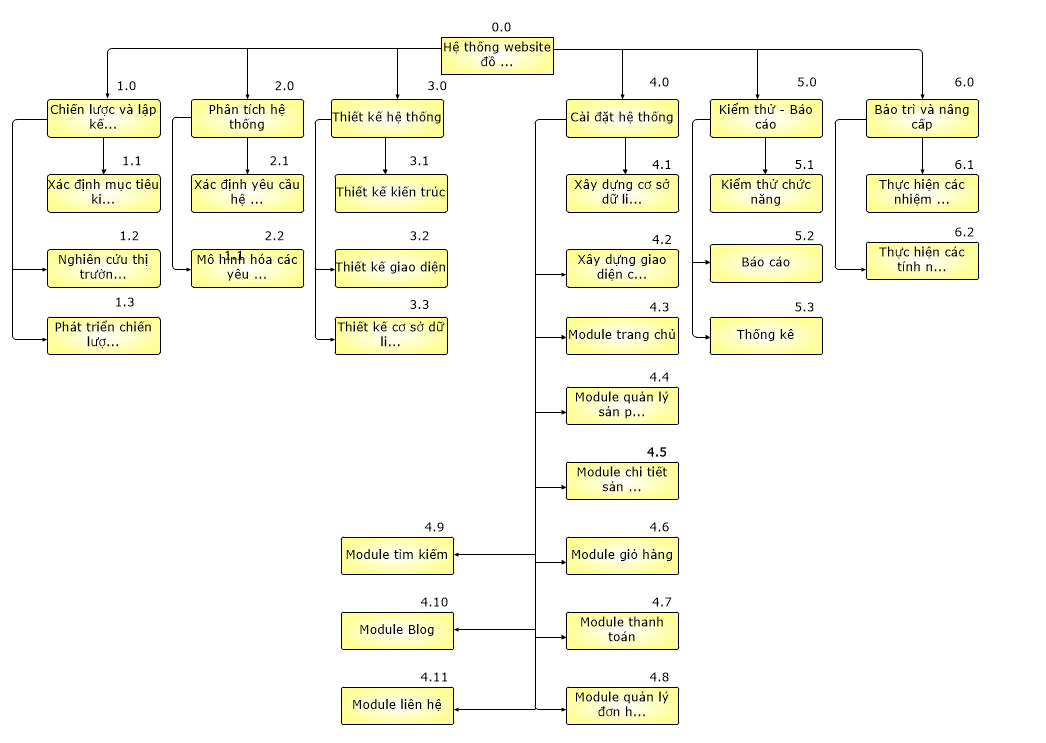 0.0
Hệ thống website
đồ ...
1.0
Chiến lược và lập
kế...
1.1
Xác định mục tiêu
ki...
1.2
Nghiên cứu thị
trườn...
1.3
Phát triển chiến
lượ...
2.0
Phân tích hệ
thống
2.1
Xác định yêu cầu
hệ ...
2.2
1.1
Mô hình hóa các
yêu ...
3.0
Thiết kế hệ thống
3.1
Thiết kế kiến trúc
3.2
Thiết kế giao diện
3.3
Thiết kế cơ sở dữ
li...
4.0
Cài đặt hệ thống
4.1
Xây dựng cơ sở
dữ li...
4.2
Xây dựng giao
diện c...
4.3
Module trang chủ
4.4
Module quản lý
sản p...
4.5
Module chi tiết
sản ...
4.6
Module giỏ hàng
4.7
Module thanh
toán
4.8
Module quản lý
đơn h...
4.9
Module tìm kiếm
4.10
Module Blog
4.11
Module liên hệ
5.0
Kiểm thử - Báo
cáo
5.1
Kiểm thử chức
năng
5.2
Báo cáo
5.3
Thống kê
6.0
Bảo trì và nâng
cấp
6.1
Thực hiện các
nhiệm ...
6.2
Thực hiện các
tính n...